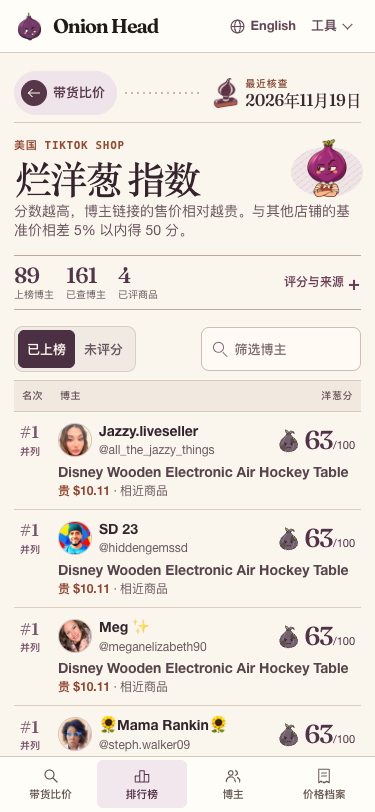 Onion Head
English
工具
带货比价
最近核查
2026年11月19日
美国 TIKTOK SHOP
烂洋葱 指数
分数越高，博主链接的售价相对越贵。与其他店铺的基
准价相差 5% 以内得 50 分。
89
上榜博主
161
已查博主
4
已评商品
评分与来源 +
已上榜
未评分
筛选博主
名次
博主
洋葱分
#1
并列
Jazzy.liveseller
@all_the_jazzy_things
63/100
Disney Wooden Electronic Air Hockey Table
贵 $10.11 · 相近商品
#1
并列
SD 23
@hiddengemssd
63/100
Disney Wooden Electronic Air Hockey Table
贵 $10.11 · 相近商品
#1
并列
Meg ✨
@meganelizabeth90
63/100
Disney Wooden Electronic Air Hockey Table
贵 $10.11 · 相近商品
#1
并列
🌻Mama Rankin🌻
@steph.walker09
63/100
带货比价
排行榜
博主
价格档案